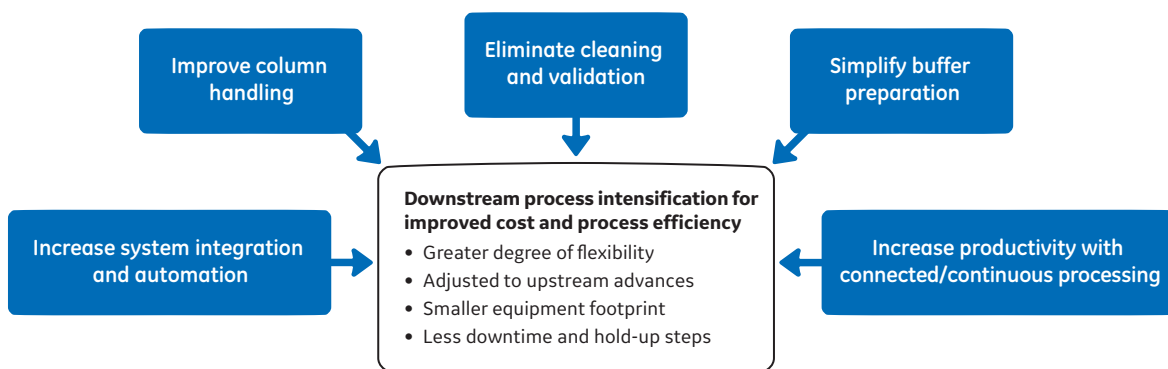 Improve column
handling
Eliminate cleaning
and validation
Simplify buffer
preparation
Increase system integration
and automation
Downstream process intensification for
improved cost and process efficiency
• Greater degree of flexibility
• Adjusted to upstream advances
• Smaller equipment footprint
• Less downtime and hold-up steps
Increase productivity with
connected/continuous processing